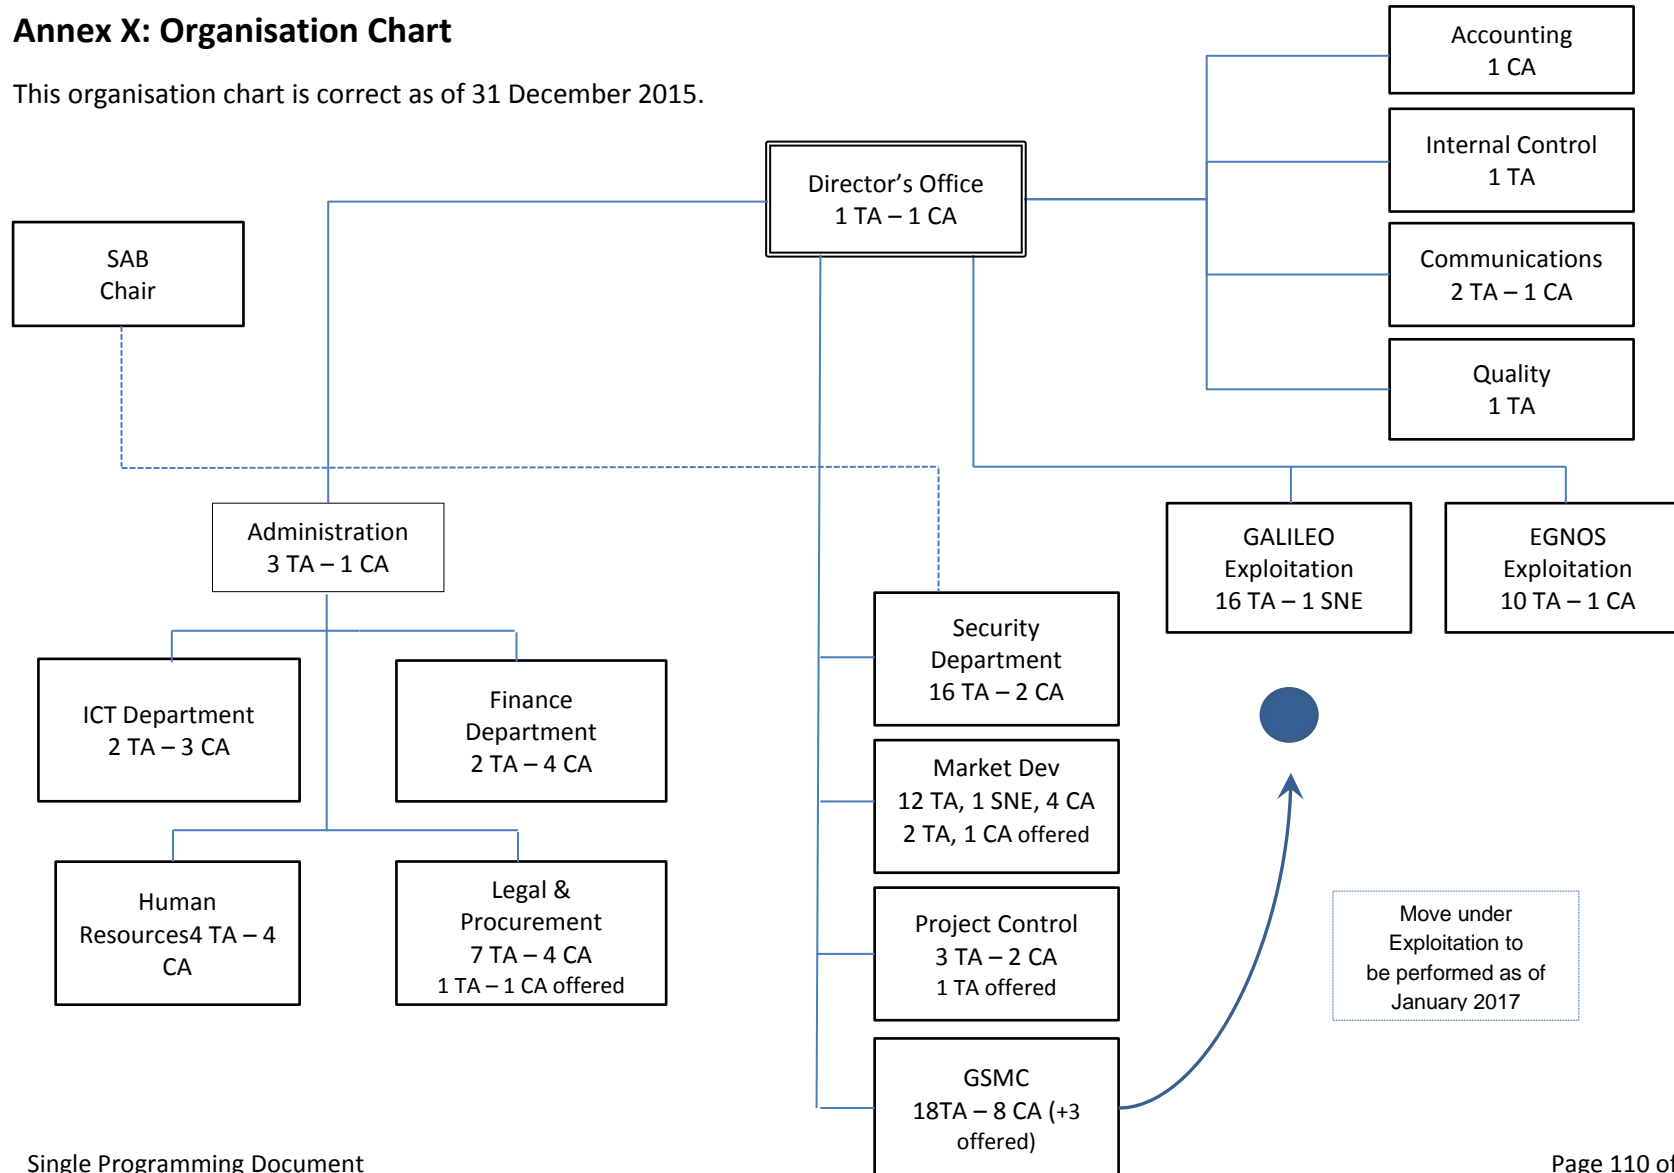 Annex X: Organisation Chart
This organisation chart is correct as of 31 December 2015.
Accounting
1 CA
Internal Control
1 TA
Communications
2 TA – 1 CA
Quality
1 TA
Director's Office
1 TA – 1 CA
SAB
Chair
Administration
3 TA – 1 CA
ICT Department
2 TA – 3 CA
Finance
Department
2 TA – 4 CA
Human
Resources4 TA – 4
CA
Legal &
Procurement
7 TA – 4 CA
1 TA – 1 CA offered
Security
Department
16 TA – 2 CA
Market Dev
12 TA, 1 SNE, 4 CA
2 TA, 1 CA offered
Project Control
3 TA – 2 CA
1 TA offered
GSMC
18TA – 8 CA (+3
offered)
GALILEO
Exploitation
16 TA – 1 SNE
EGNOS
Exploitation
10 TA – 1 CA
Move under
Exploitation to
be performed as of
January 2017
Single Programming Document
Page 110 of